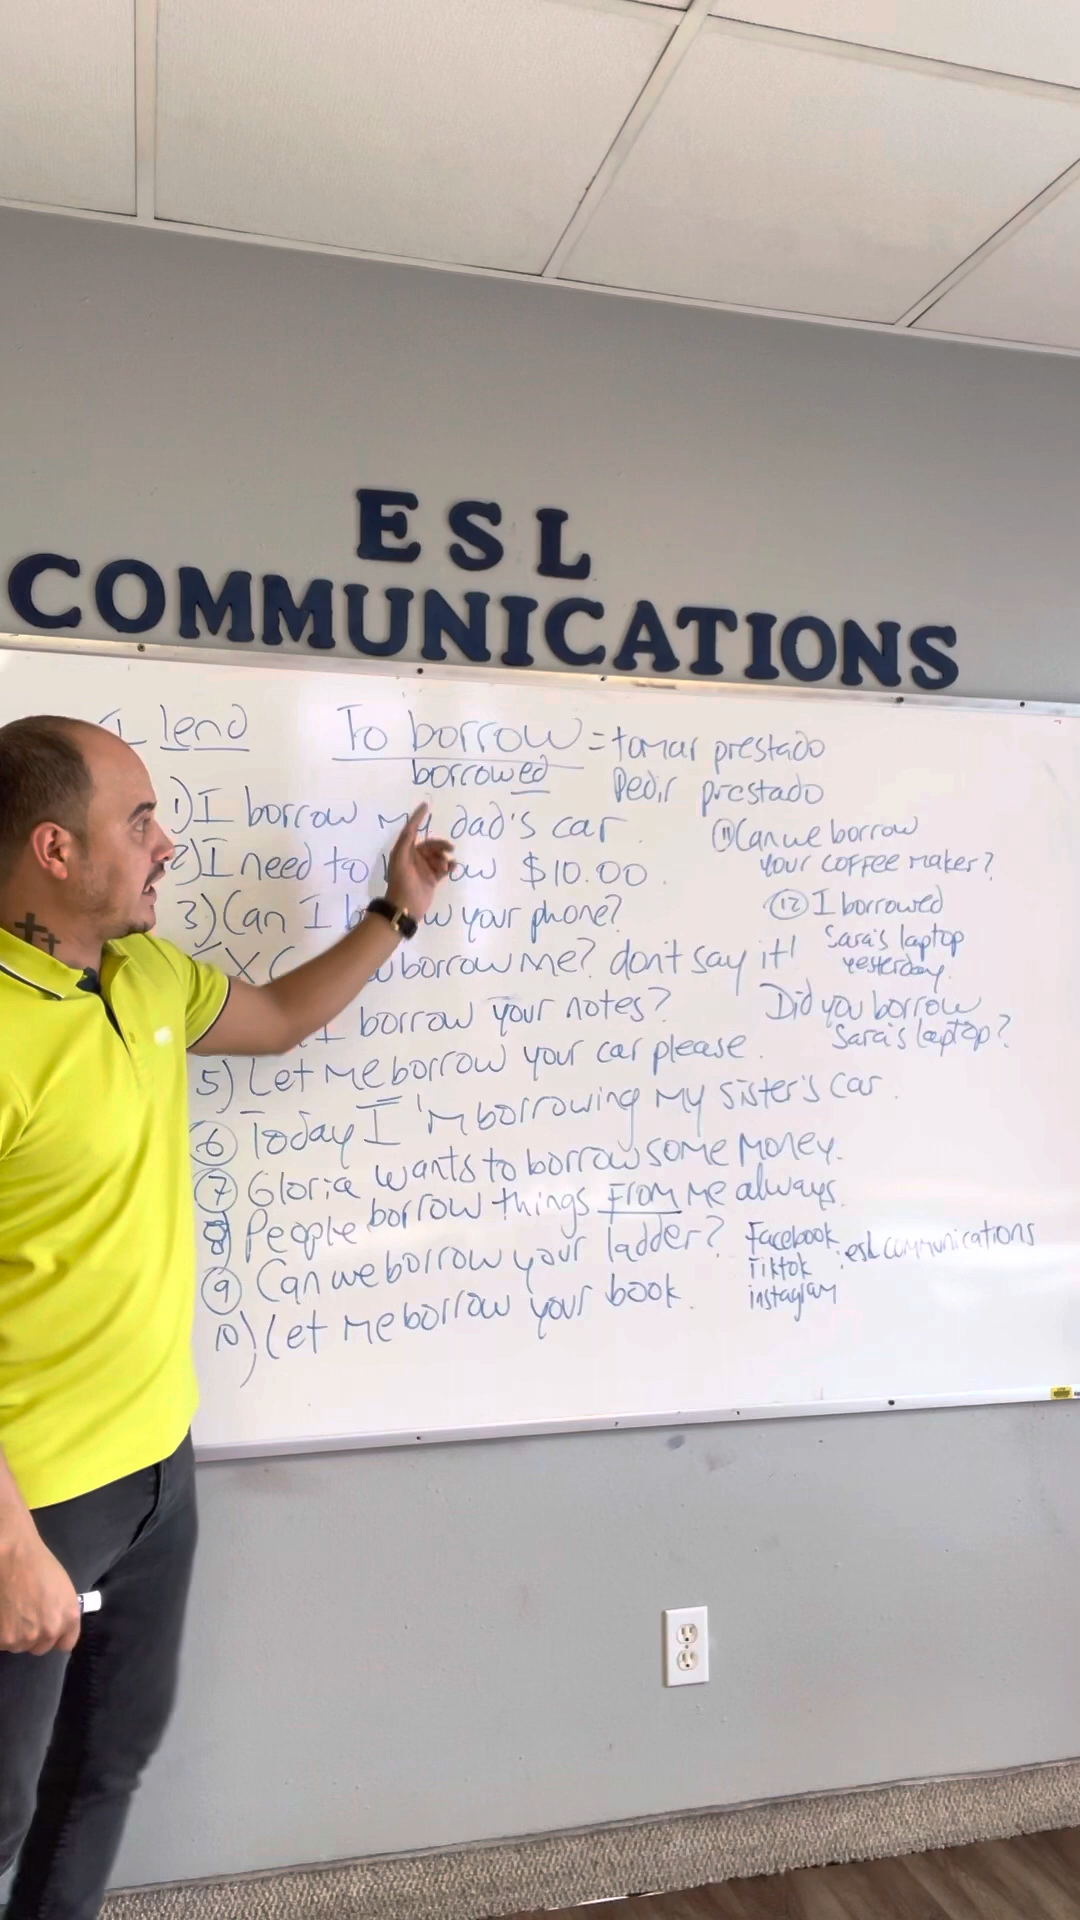 ESL
COMMUNICATIONS
I lend
To borrow = tomar prestado
borrowed
Pedir prestado
1) I borrow my dad's car.
2) I need to borrow $10.00.
3) Can I borrow your phone?
X borrow me? don't say it!
I borrow your notes?
5) Let me borrow your car please.
6 Today I'm borrowing my sister's car.
7 Gloria wants to borrow some money.
8) People borrow things from me always.
9 Can we borrow your ladder?
10) Let me borrow your book.
11 Can we borrow
your coffee maker?
12 I borrowed
Sara's laptop
yesterday.
Did you borrow
Sara's laptop?
Facebook
Tiktok : esl communications
instagram